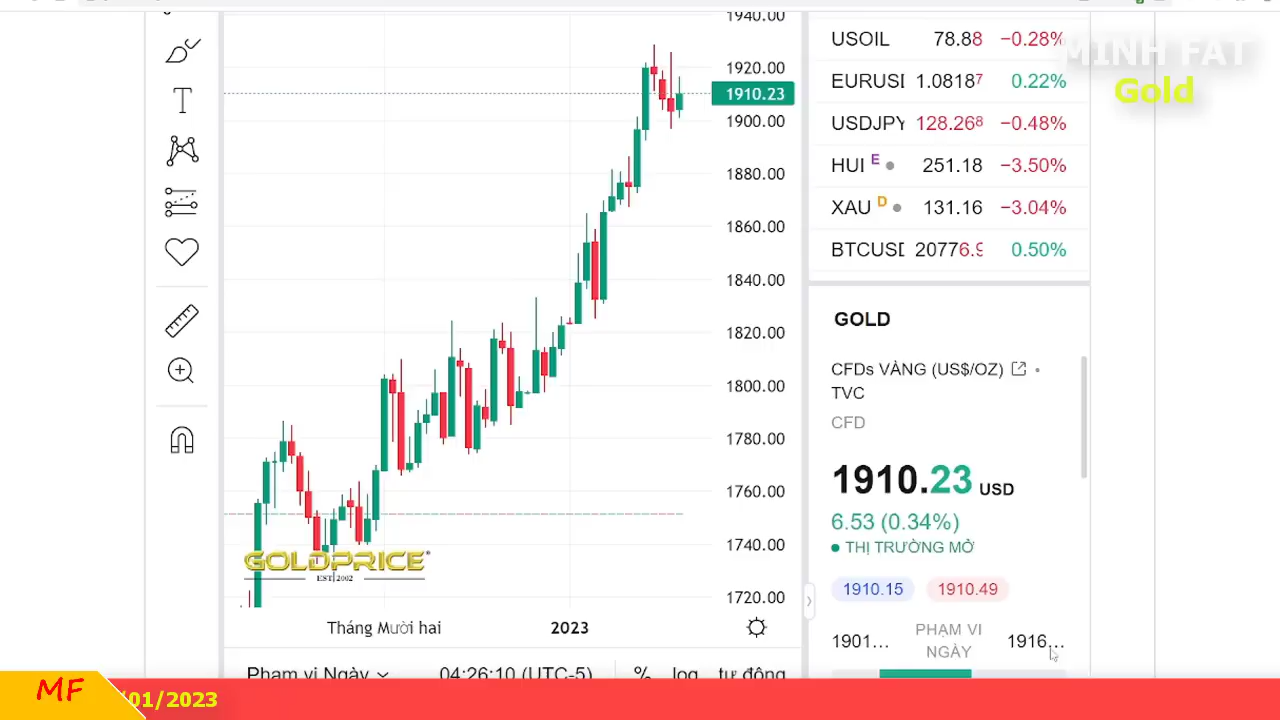 1940.00
1920.00
1910.23
1900.00
1880.00
1860.00
1840.00
1820.00
1800.00
1780.00
1760.00
1740.00
1720.00
GOLDPRICE
EST 2002
Tháng Mười hai
2023
Phạm vi Ngày
04:26:10 (UTC-5)
%
log
tự động
USOIL 78.88 −0.28%
EURUSD 1.08187 0.22%
USDJPY 128.268 −0.48%
HUI E 251.18 −3.50%
XAU D 131.16 −3.04%
BTCUSD 20776.9 0.50%
MINH FAT
Gold
GOLD
CFDs VÀNG (US$/OZ)
TVC
CFD
1910.23 USD
6.53 (0.34%)
THỊ TRƯỜNG MỞ
1910.15 1910.49
1901... PHẠM VI NGÀY 1916...
MF
/01/2023